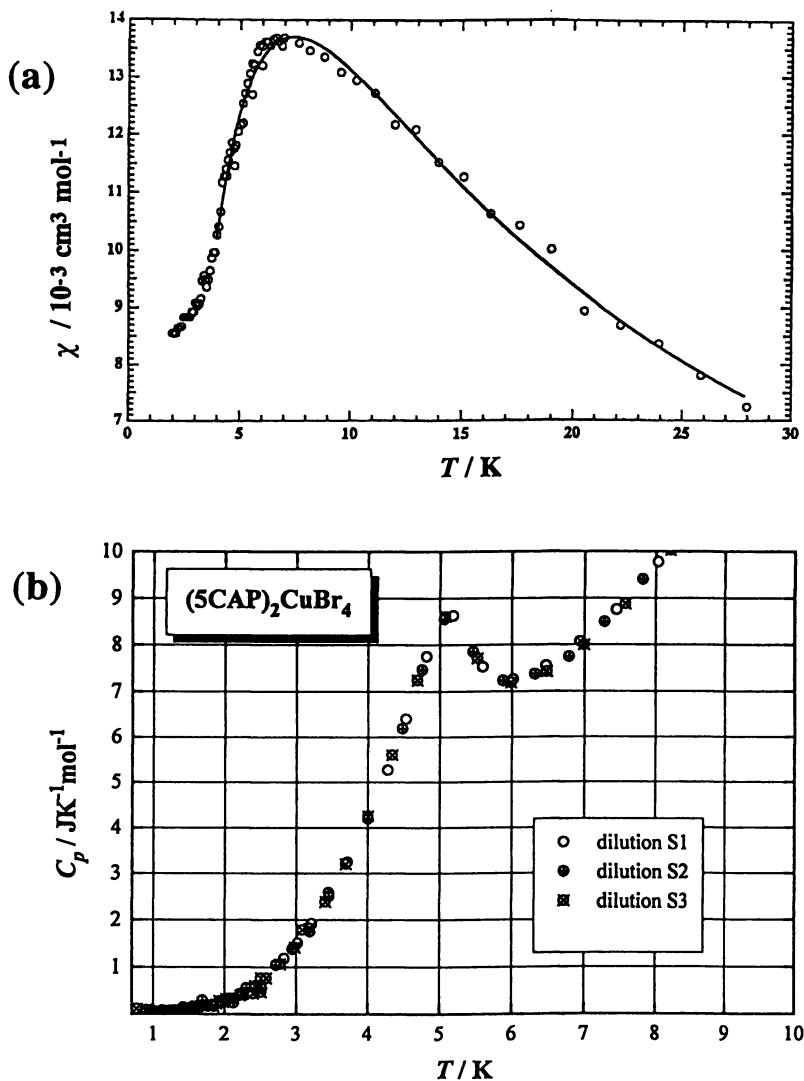 (a)
14
13
12
11
10
9
8
7
χ / 10⁻³ cm³ mol⁻¹
0 5 10 15 20 25 30
T / K
(b)
(5CAP)₂CuBr₄
10
9
8
7
6
5
4
3
2
1
Cₚ / JK⁻¹mol⁻¹
dilution S1
dilution S2
dilution S3
1 2 3 4 5 6 7 8 9 10
T / K